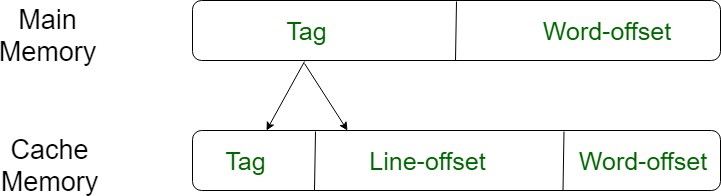 Main
Memory
Tag
Word-offset
Cache
Memory
Tag
Line-offset
Word-offset